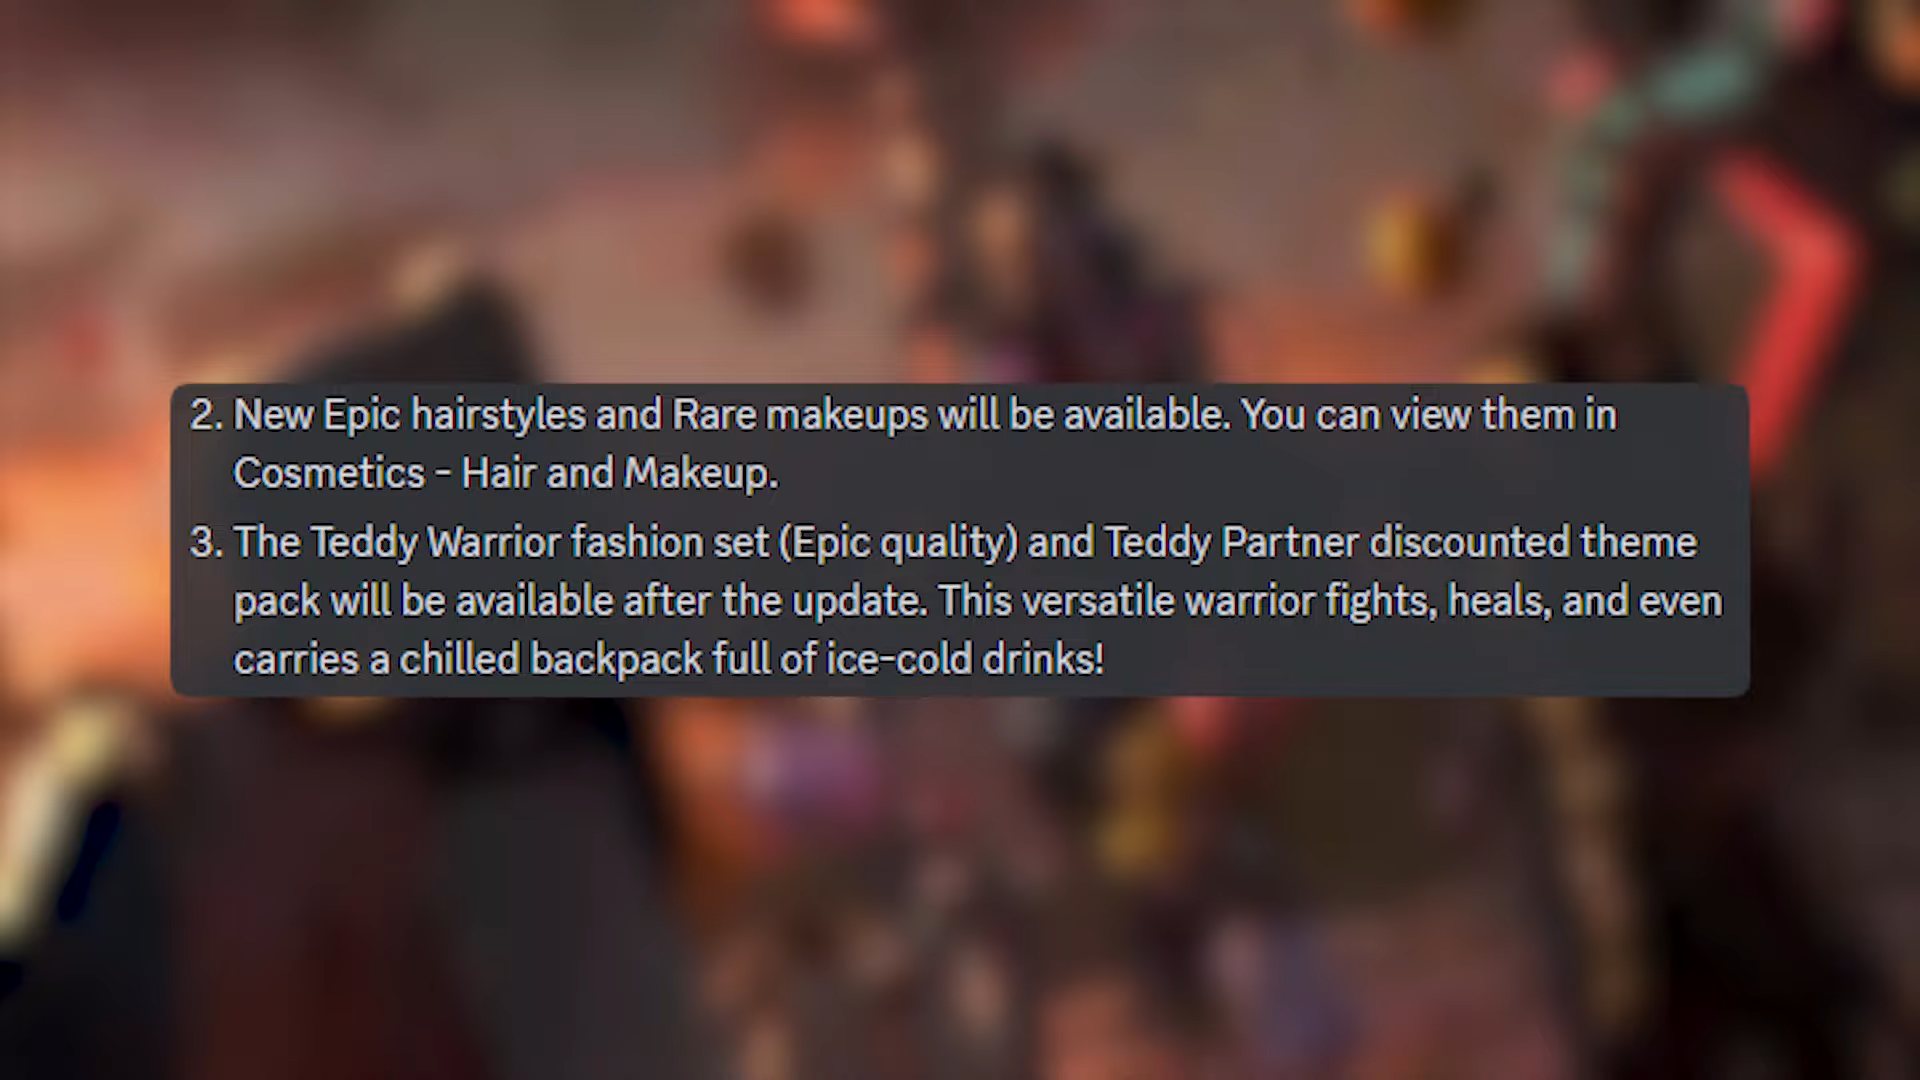 2. New Epic hairstyles and Rare makeups will be available. You can view them in
Cosmetics - Hair and Makeup.
3. The Teddy Warrior fashion set (Epic quality) and Teddy Partner discounted theme
pack will be available after the update. This versatile warrior fights, heals, and even
carries a chilled backpack full of ice-cold drinks!